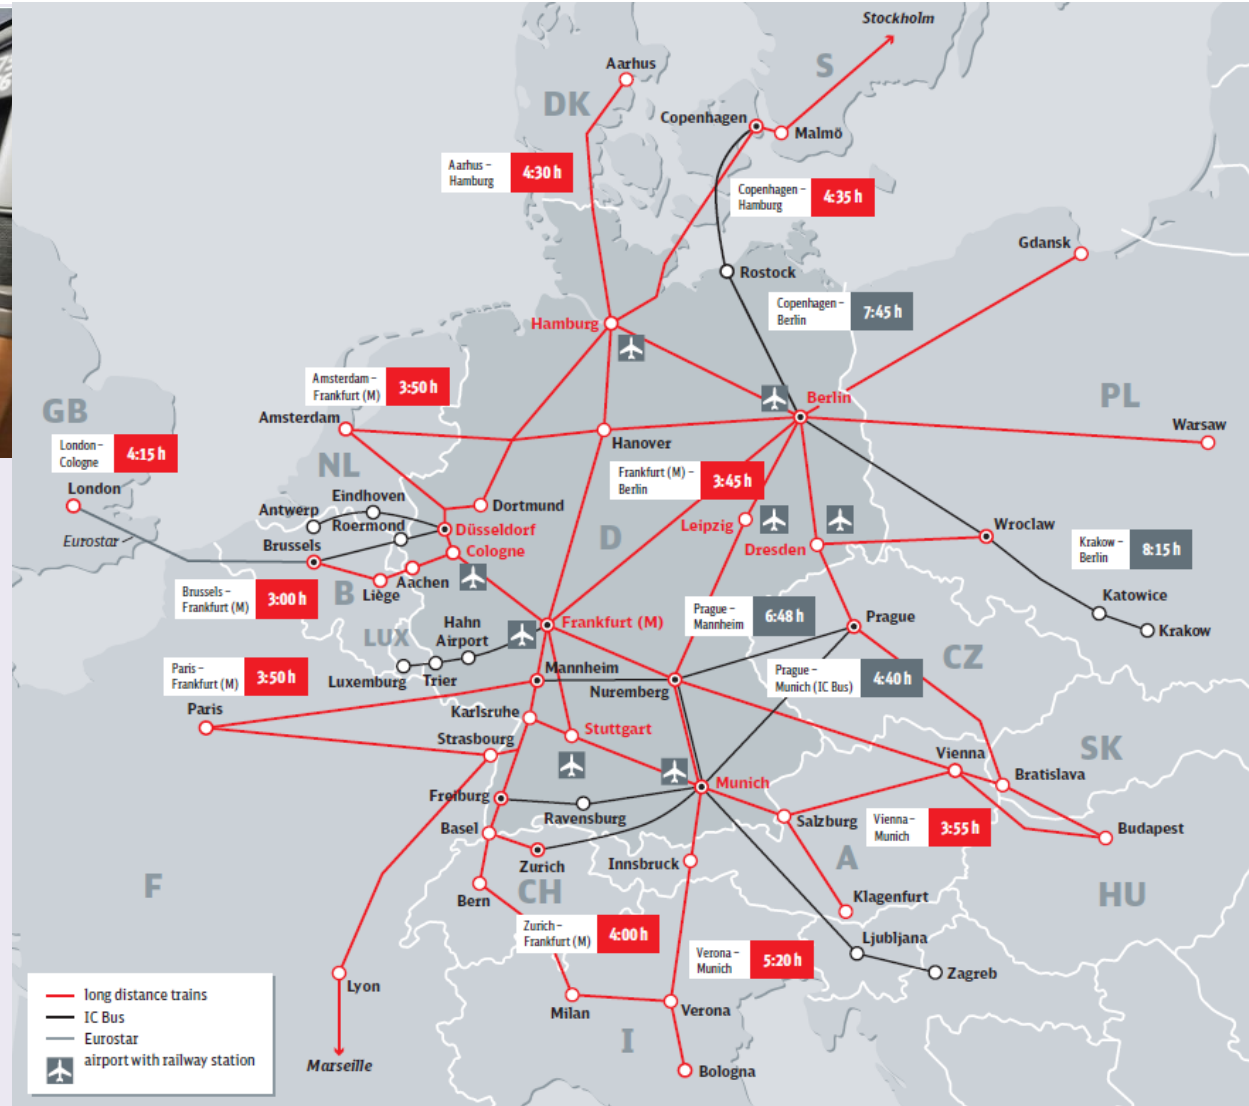 Stockholm
S
Aarhus
DK
Copenhagen
Malmö
Aarhus –
Hamburg
4:30 h
Copenhagen –
Hamburg
4:35 h
Gdansk
Rostock
Copenhagen –
Berlin
7:45 h
Hamburg
Amsterdam –
Frankfurt (M)
3:50 h
GB
Berlin
PL
Amsterdam
Warsaw
London –
Cologne
4:15 h
Hanover
NL
Frankfurt (M) –
Berlin
3:45 h
London
Eindhoven
Antwerp
Roermond
Dortmund
Düsseldorf
Leipzig
Wroclaw
Eurostar
Brussels
Cologne
D
Dresden
Krakow –
Berlin
8:15 h
Aachen
Liège
B
Brussels –
Frankfurt (M)
3:00 h
Katowice
Prague –
Mannheim
6:48 h
Prague
Krakow
Hahn
Airport
Frankfurt (M)
LUX
CZ
Luxemburg
Trier
Mannheim
Nuremberg
Paris –
Frankfurt (M)
3:50 h
Prague –
Munich (IC Bus)
4:40 h
Paris
Karlsruhe
Stuttgart
Strasbourg
SK
Vienna
Bratislava
Munich
Freiburg
Ravensburg
Salzburg
Vienna –
Munich
3:55 h
Budapest
Basel
Zurich
Innsbruck
A
CH
F
Bern
Klagenfurt
HU
Zurich –
Frankfurt (M)
4:00 h
Ljubljana
Verona –
Munich
5:20 h
Zagreb
Lyon
Milan
Verona
I
Marseille
Bologna
long distance trains
IC Bus
Eurostar
airport with railway station